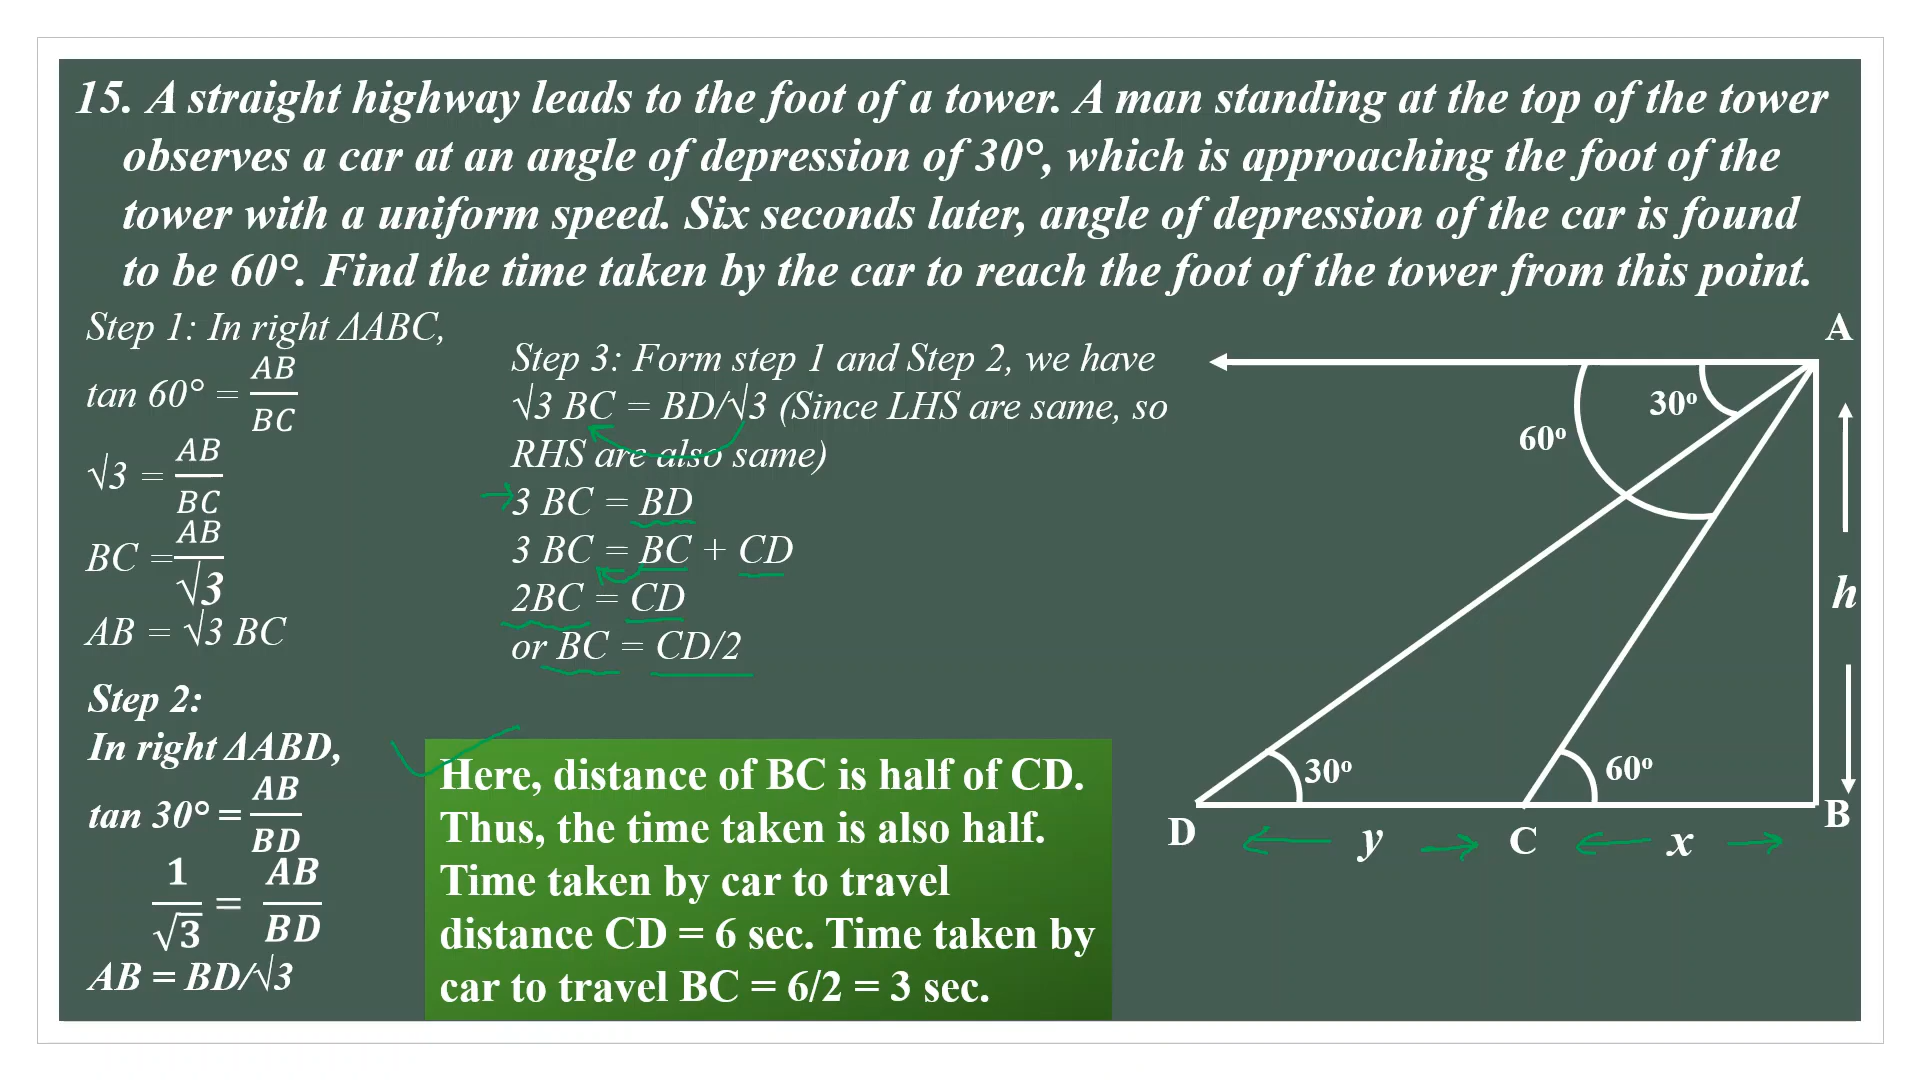 15. A straight highway leads to the foot of a tower. A man standing at the top of the tower
observes a car at an angle of depression of 30°, which is approaching the foot of the
tower with a uniform speed. Six seconds later, angle of depression of the car is found
to be 60°. Find the time taken by the car to reach the foot of the tower from this point.
Step 1: In right ΔABC,
tan 60° = AB/BC
√3 = AB/BC
BC = AB/√3
AB = √3 BC
Step 2:
In right ΔABD,
tan 30° = AB/BD
1/√3 = AB/BD
AB = BD/√3
Step 3: Form step 1 and Step 2, we have
√3 BC = BD/√3 (Since LHS are same, so
RHS are also same)
3 BC = BD
3 BC = BC + CD
2BC = CD
or BC = CD/2
Here, distance of BC is half of CD.
Thus, the time taken is also half.
Time taken by car to travel
distance CD = 6 sec. Time taken by
car to travel BC = 6/2 = 3 sec.
A
30°
60°
h
30°
60°
D
y
C
x
B